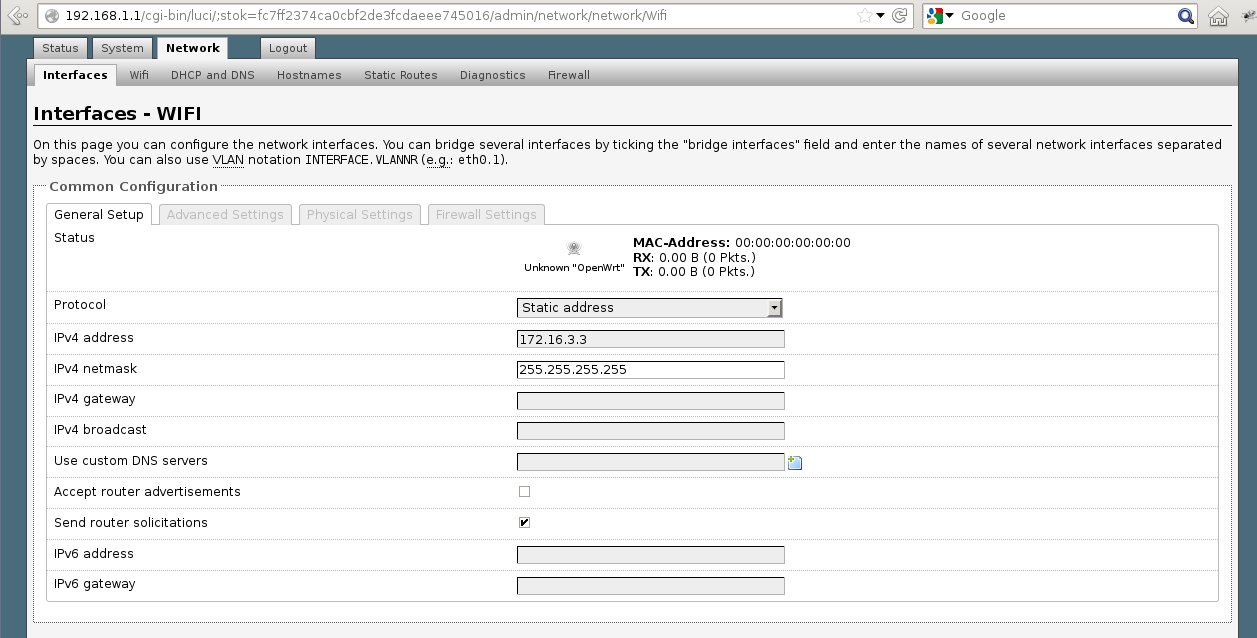 192.168.1.1/cgi-bin/luci/;stok=fc7ff2374ca0cbf2de3fcdaeee745016/admin/network/network/Wifi
Google
Status System Network Logout
Interfaces Wifi DHCP and DNS Hostnames Static Routes Diagnostics Firewall
Interfaces - WIFI
On this page you can configure the network interfaces. You can bridge several interfaces by ticking the "bridge interfaces" field and enter the names of several network interfaces separated
by spaces. You can also use VLAN notation INTERFACE.VLANNR (e.g.: eth0.1).
Common Configuration
General Setup Advanced Settings Physical Settings Firewall Settings
Status
Unknown "OpenWrt"
MAC-Address: 00:00:00:00:00:00
RX: 0.00 B (0 Pkts.)
TX: 0.00 B (0 Pkts.)
Protocol Static address
IPv4 address 172.16.3.3
IPv4 netmask 255.255.255.255
IPv4 gateway
IPv4 broadcast
Use custom DNS servers
Accept router advertisements
Send router solicitations
IPv6 address
IPv6 gateway